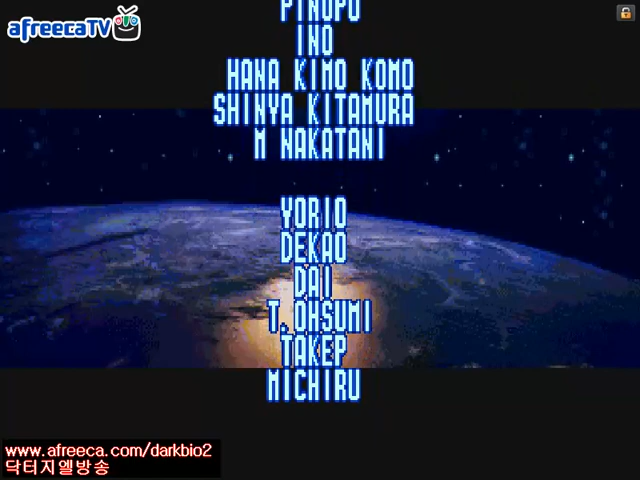 afreecaTV
PINOPO
INO
HANA KIMO KOMO
SHINYA KITAMURA
M NAKATANI
YORIO
DEKAO
DAI
T.OHSUMI
TAKEP
MICHIRU
www.afreeca.com/darkbio2
닥터지엘방송